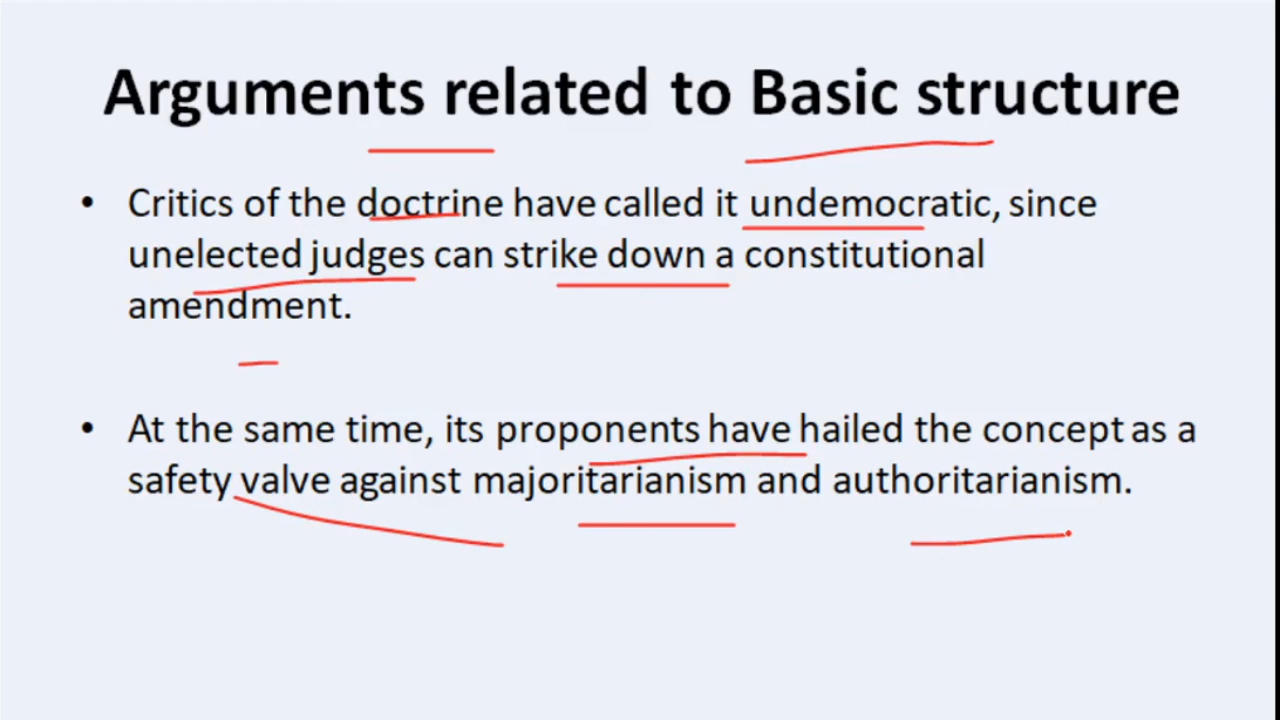 Arguments related to Basic structure
• Critics of the doctrine have called it undemocratic, since
unelected judges can strike down a constitutional
amendment.
• At the same time, its proponents have hailed the concept as a
safety valve against majoritarianism and authoritarianism.